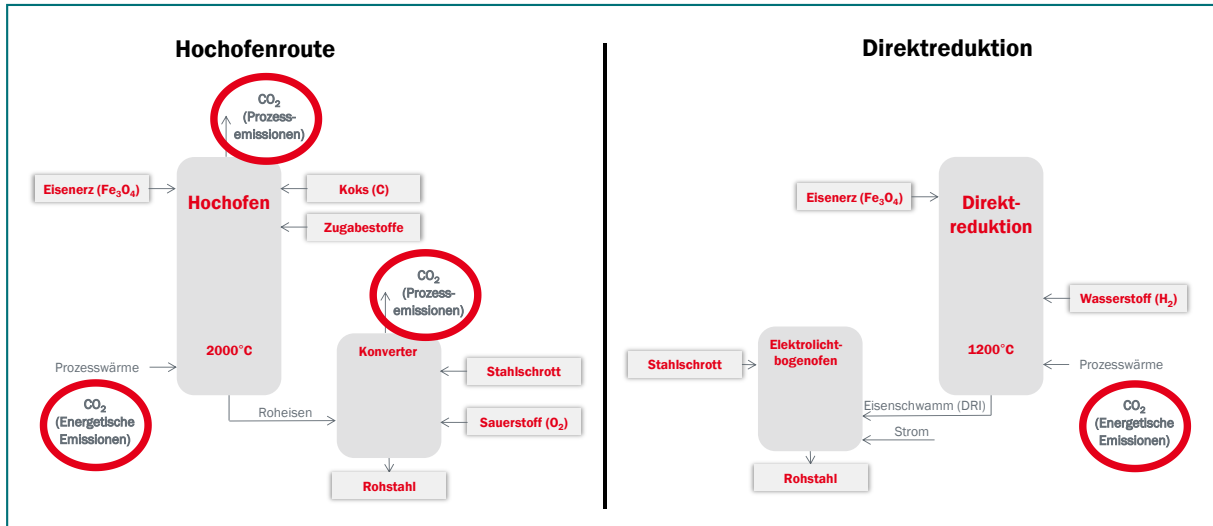 Hochofenroute
CO₂
(Prozess-
emissionen)
Eisenerz (Fe₃O₄)
Hochofen
Koks (C)
Zugabestoffe
CO₂
(Prozess-
emissionen)
2000°C
Konverter
Prozesswärme
Stahlschrott
CO₂
(Energetische
Emissionen)
Roheisen
Sauerstoff (O₂)
Rohstahl
Direktreduktion
Eisenerz (Fe₃O₄)
Direkt-
reduktion
Wasserstoff (H₂)
Elektrolicht-
bogenofen
1200°C
Stahlschrott
Prozesswärme
Eisenschwamm (DRI)
CO₂
(Energetische
Emissionen)
Strom
Rohstahl